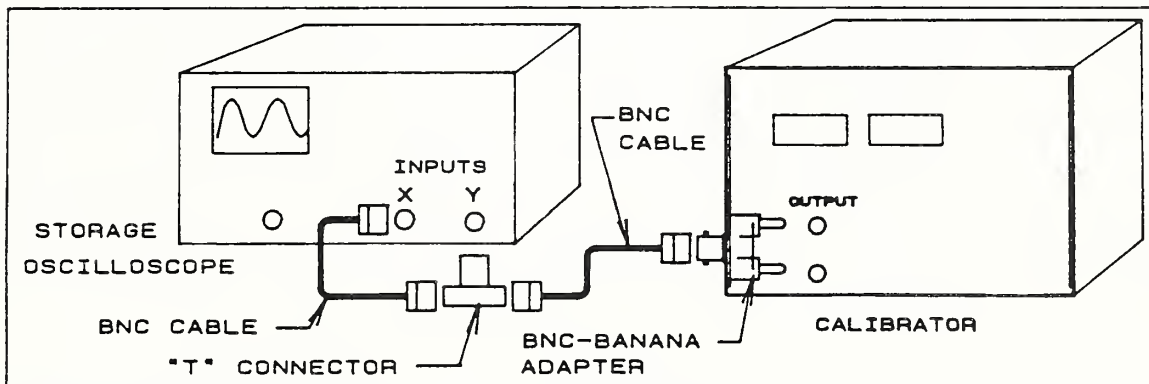 BNC
CABLE
INPUTS
X Y
OUTPUT
STORAGE
OSCILLOSCOPE
BNC CABLE
"T" CONNECTOR
BNC-BANANA
ADAPTER
CALIBRATOR